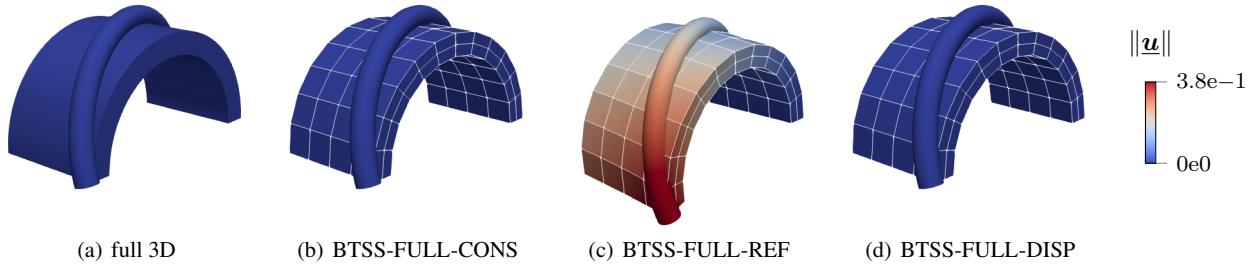 ‖u‖
3.8e−1
0e0
(a) full 3D
(b) BTSS-FULL-CONS
(c) BTSS-FULL-REF
(d) BTSS-FULL-DISP